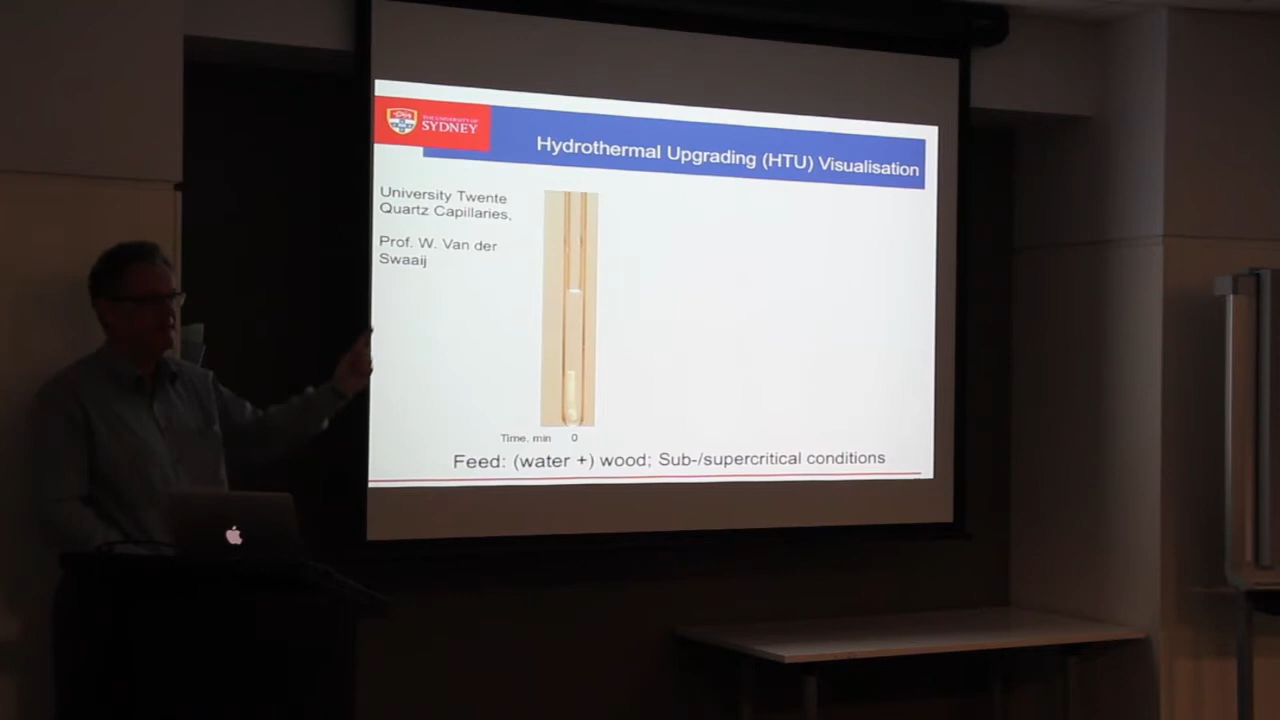 THE UNIVERSITY OF
SYDNEY
Hydrothermal Upgrading (HTU) Visualisation
University Twente
Quartz Capillaries,
Prof. W. Van der
Swaaij
Time, min 0
Feed: (water +) wood; Sub-/supercritical conditions